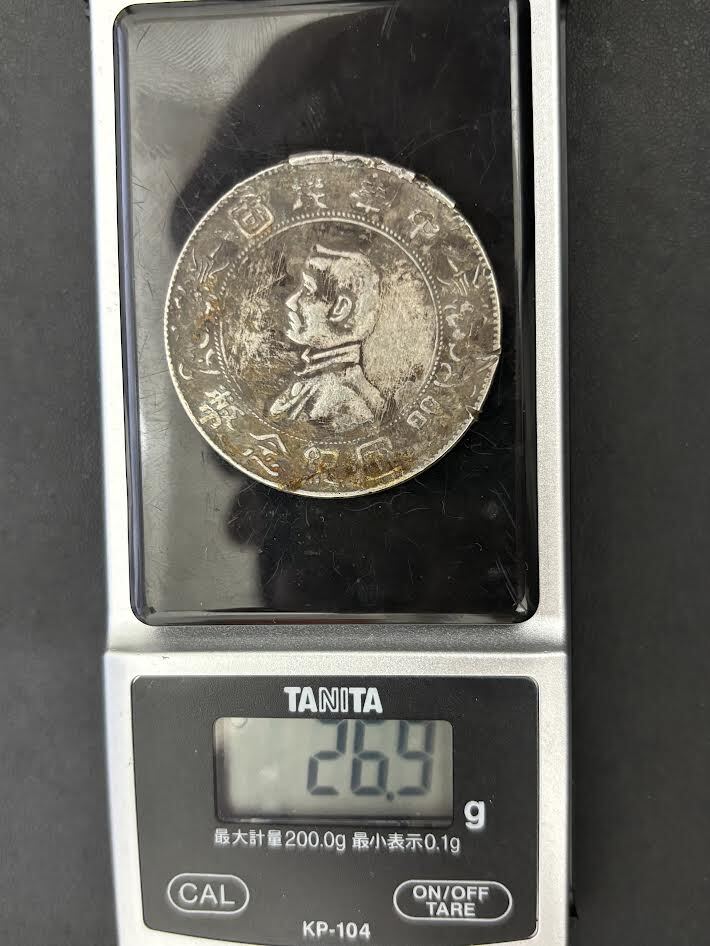 中華民國
開國紀念幣
TANITA
26.9 g
最大計量200.0g 最小表示0.1g
CAL
ON/OFF
TARE
KP-104